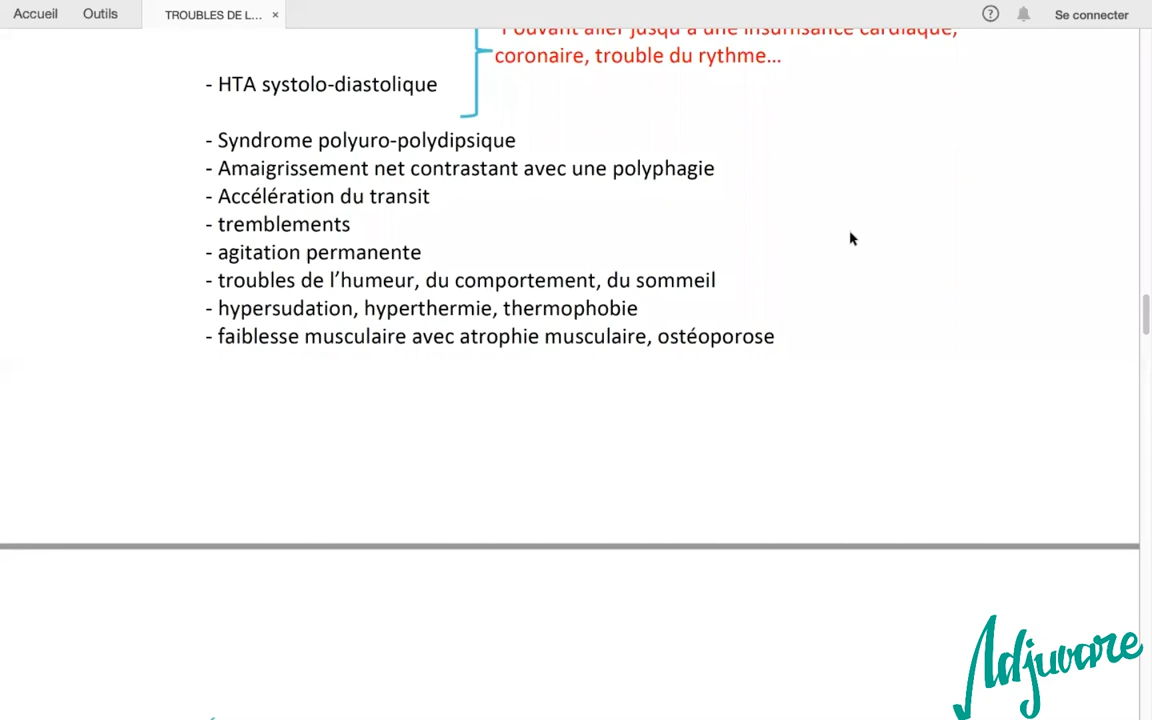 Accueil Outils TROUBLES DE L... × ? Se connecter
Pouvant aller jusqu'à une insuffisance cardiaque,
coronaire, trouble du rythme...
- HTA systolo-diastolique
- Syndrome polyuro-polydipsique
- Amaigrissement net contrastant avec une polyphagie
- Accélération du transit
- tremblements
- agitation permanente
- troubles de l'humeur, du comportement, du sommeil
- hypersudation, hyperthermie, thermophobie
- faiblesse musculaire avec atrophie musculaire, ostéoporose
Adjuvare